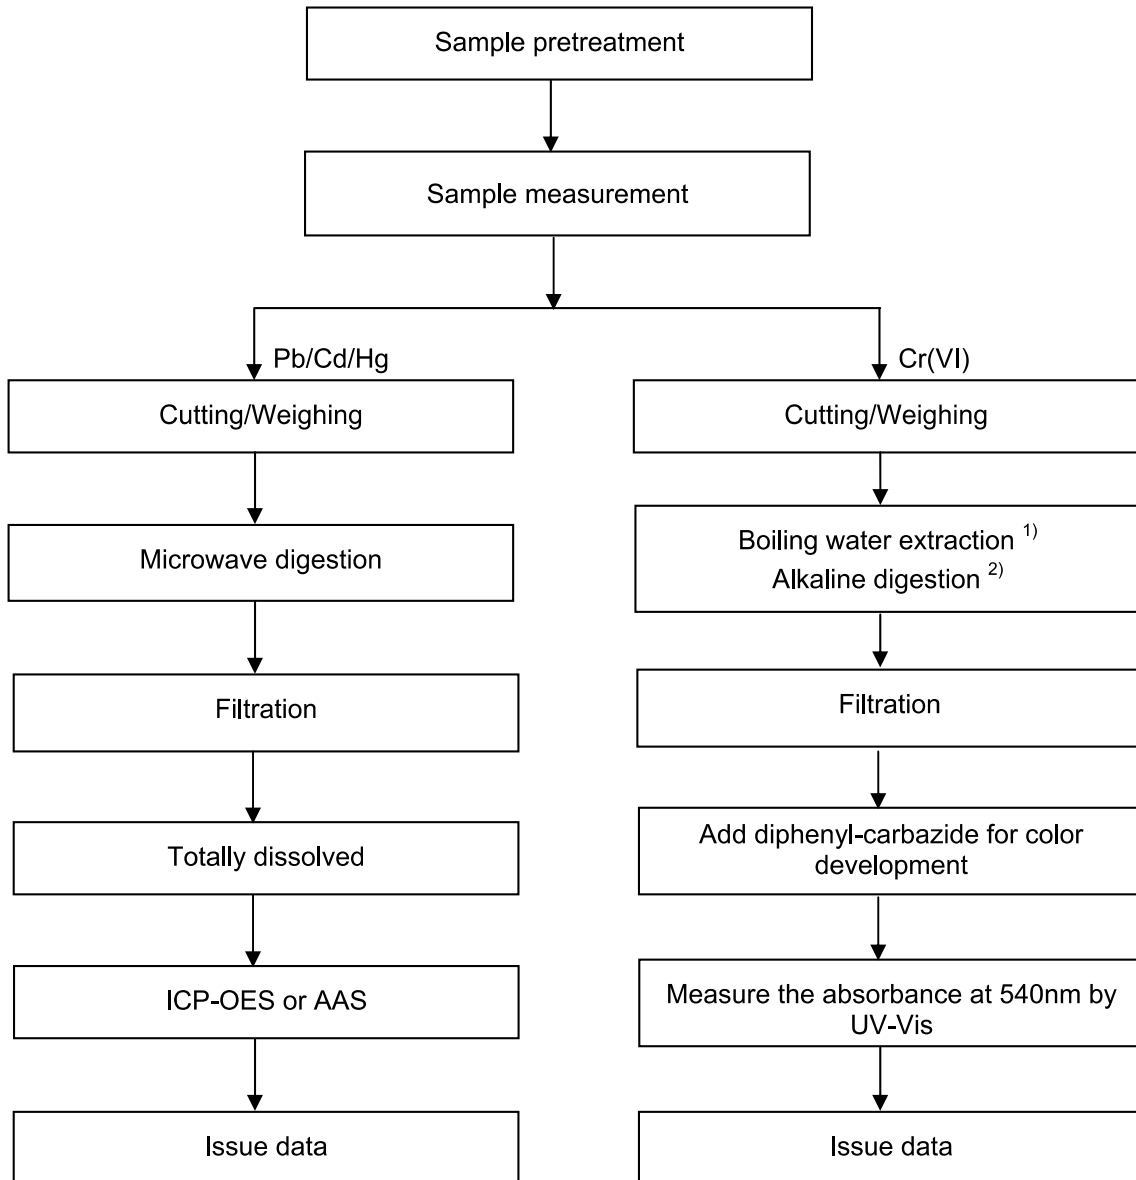 Sample pretreatment
Sample measurement
Pb/Cd/Hg
Cutting/Weighing
Microwave digestion
Filtration
Totally dissolved
ICP-OES or AAS
Issue data
Cr(VI)
Cutting/Weighing
Boiling water extraction 1)
Alkaline digestion 2)
Filtration
Add diphenyl-carbazide for color
development
Measure the absorbance at 540nm by
UV-Vis
Issue data